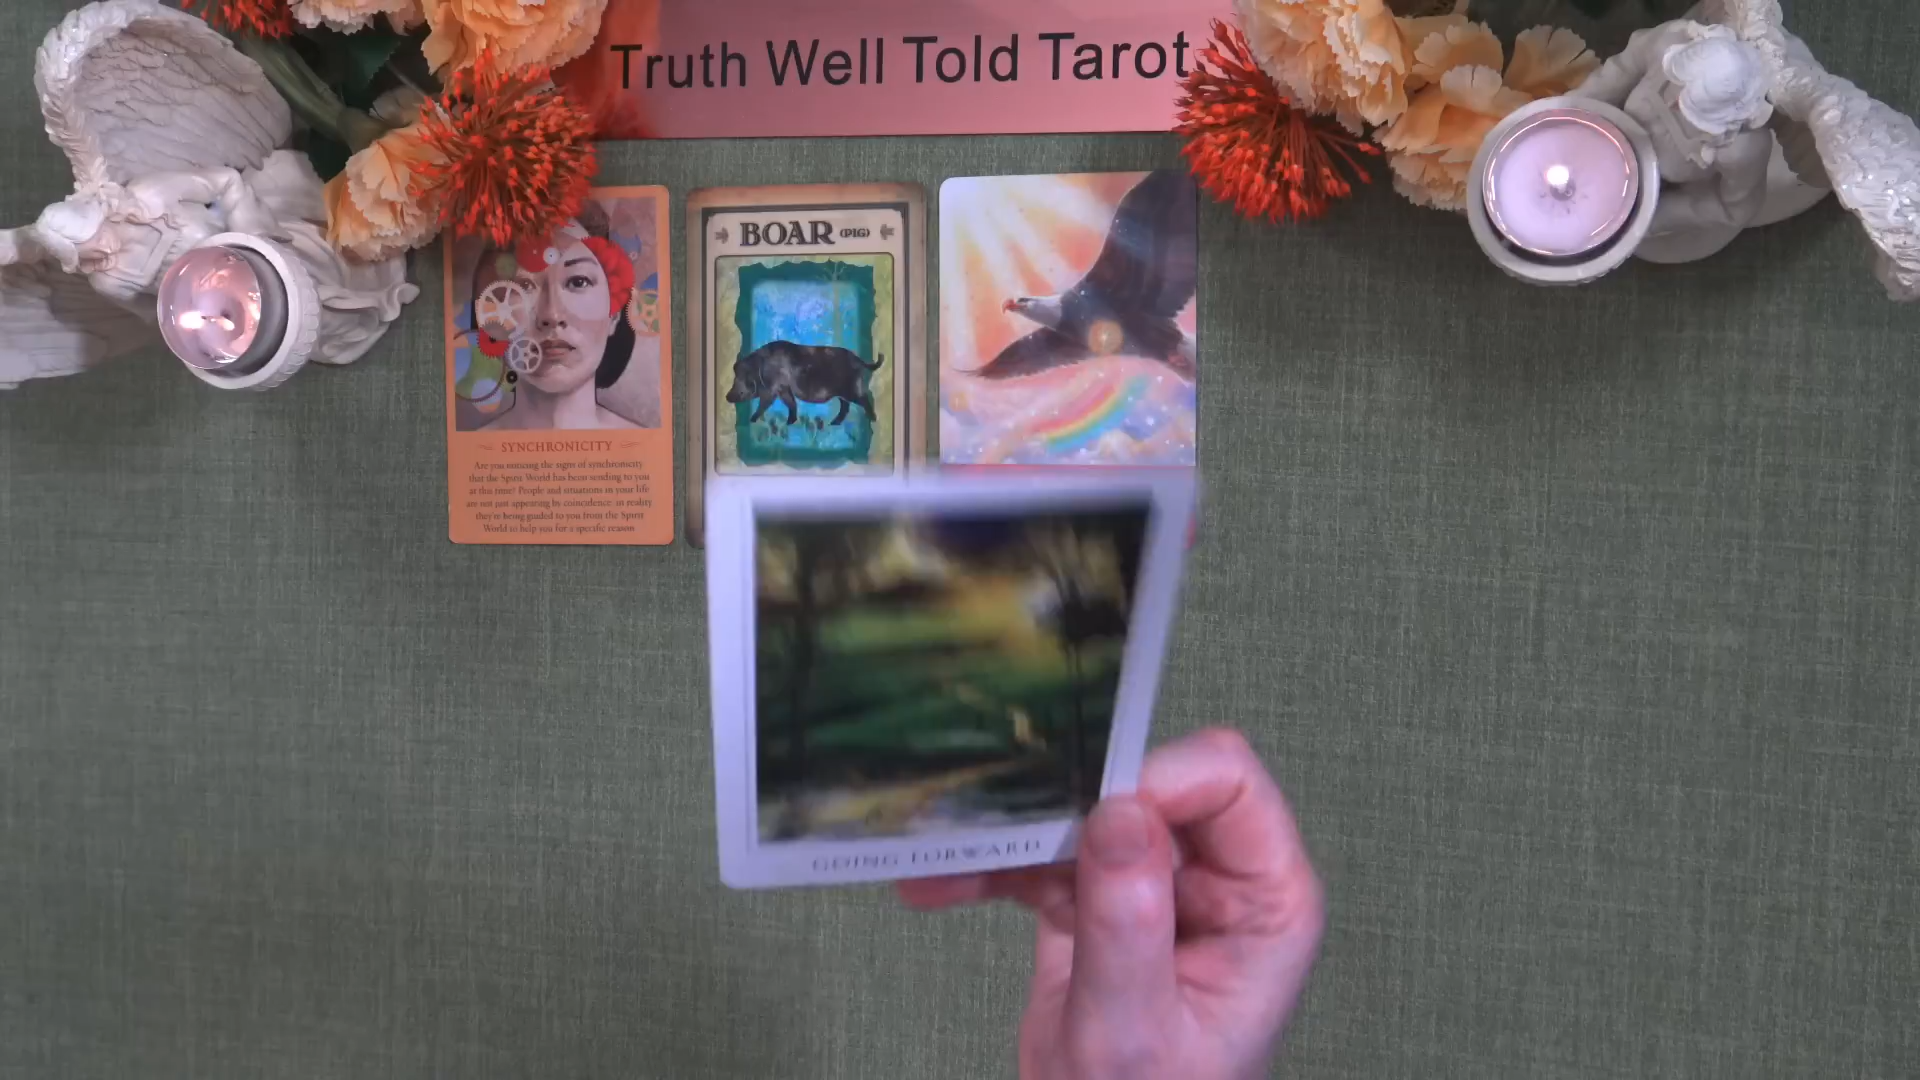 Truth Well Told Tarot
SYNCHRONICITY
Are you noticing the signs of synchronicity
that the Spirit World has been sending to you
at this time? People and situations in your life
are not just appearing by coincidence; in reality
they're being guided to you from the Spirit
World to help you for a specific reason
BOAR (PIG)
GOING FORWARD